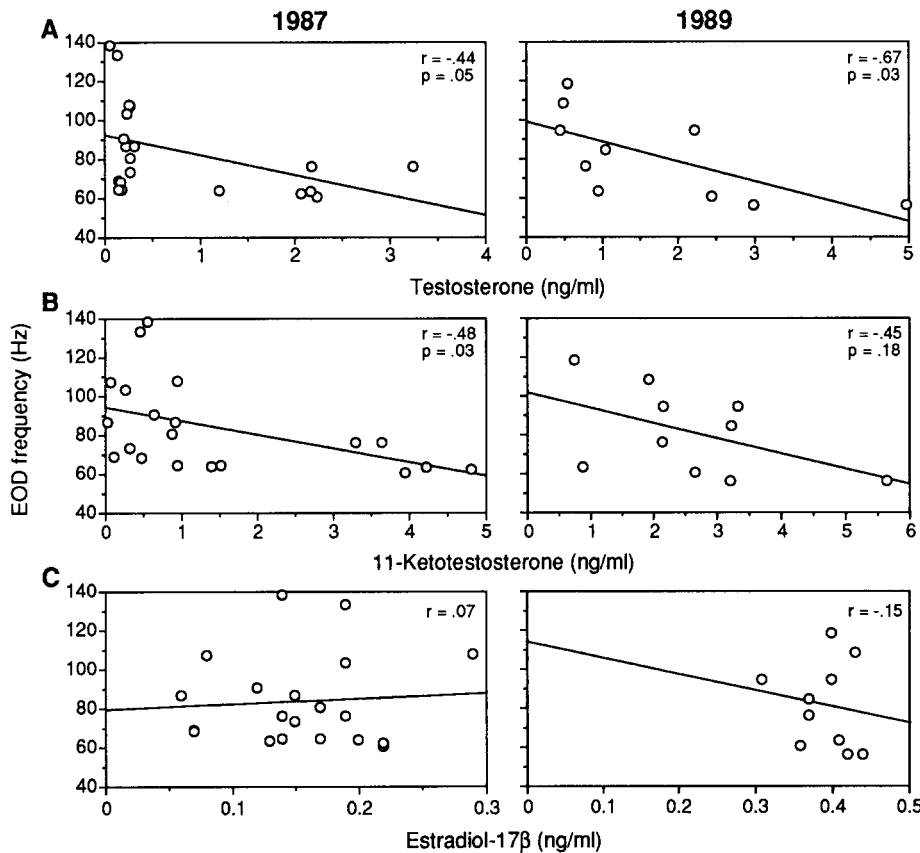 1987 1989
A
140 120 100 80 60 40
r = -.44
p = .05
r = -.67
p = .03
0 1 2 3 4
0 1 2 3 4 5
Testosterone (ng/ml)
B
EOD frequency (Hz)
140 120 100 80 60 40
r = -.48
p = .03
r = -.45
p = .18
0 1 2 3 4 5
0 1 2 3 4 5 6
11-Ketotestosterone (ng/ml)
C
140 120 100 80 60 40
r = .07
r = -.15
0 0.1 0.2 0.3
0 0.1 0.2 0.3 0.4 0.5
Estradiol-17β (ng/ml)